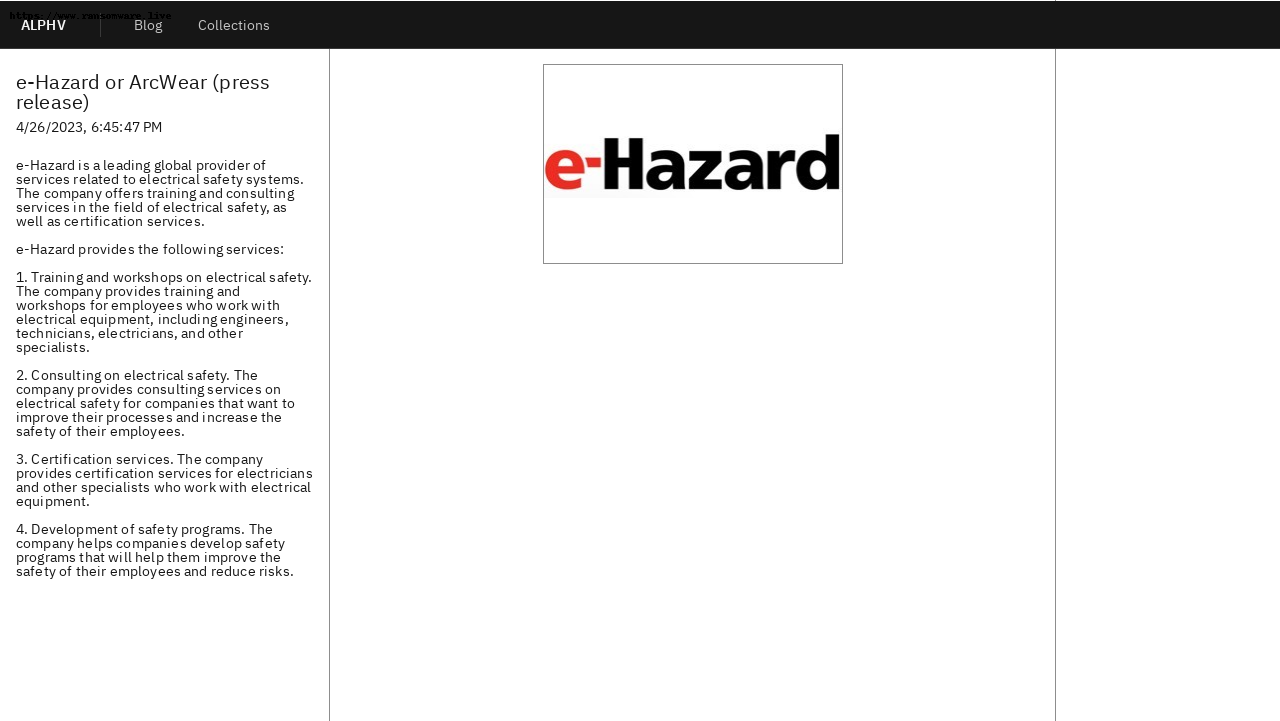 https://www.ransomware.live
ALPHV
Blog
Collections
e-Hazard or ArcWear (press
release)
4/26/2023, 6:45:47 PM
e-Hazard is a leading global provider of
services related to electrical safety systems.
The company offers training and consulting
services in the field of electrical safety, as
well as certification services.
e-Hazard provides the following services:
1. Training and workshops on electrical safety.
The company provides training and
workshops for employees who work with
electrical equipment, including engineers,
technicians, electricians, and other
specialists.
2. Consulting on electrical safety. The
company provides consulting services on
electrical safety for companies that want to
improve their processes and increase the
safety of their employees.
3. Certification services. The company
provides certification services for electricians
and other specialists who work with electrical
equipment.
4. Development of safety programs. The
company helps companies develop safety
programs that will help them improve the
safety of their employees and reduce risks.
e-Hazard